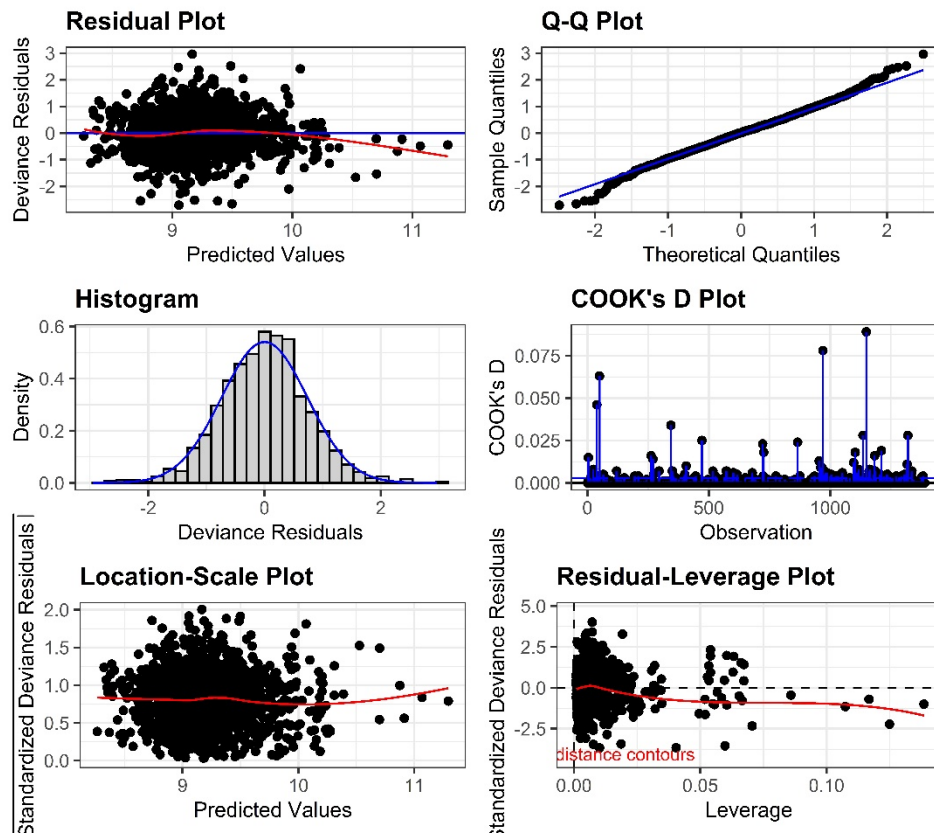 Residual Plot
Deviance Residuals
3
2
1
0
-1
-2
9
10
11
Predicted Values
Q-Q Plot
Sample Quantiles
3
2
1
0
-1
-2
-2
-1
0
1
2
Theoretical Quantiles
Histogram
Density
0.6
0.4
0.2
0.0
-2
0
2
Deviance Residuals
COOK's D Plot
COOK's D
0.075
0.050
0.025
0.000
0
500
1000
Observation
Location-Scale Plot
|Standardized Deviance Residuals|
2.0
1.5
1.0
0.5
0.0
9
10
11
Predicted Values
Residual-Leverage Plot
Standardized Deviance Residuals
5.0
2.5
0.0
-2.5
distance contours
0.00
0.05
0.10
Leverage